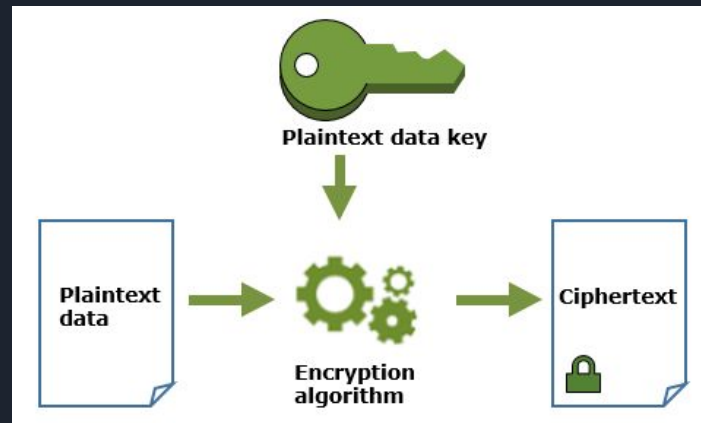 Plaintext data key
Plaintext
data
Ciphertext
Encryption
algorithm